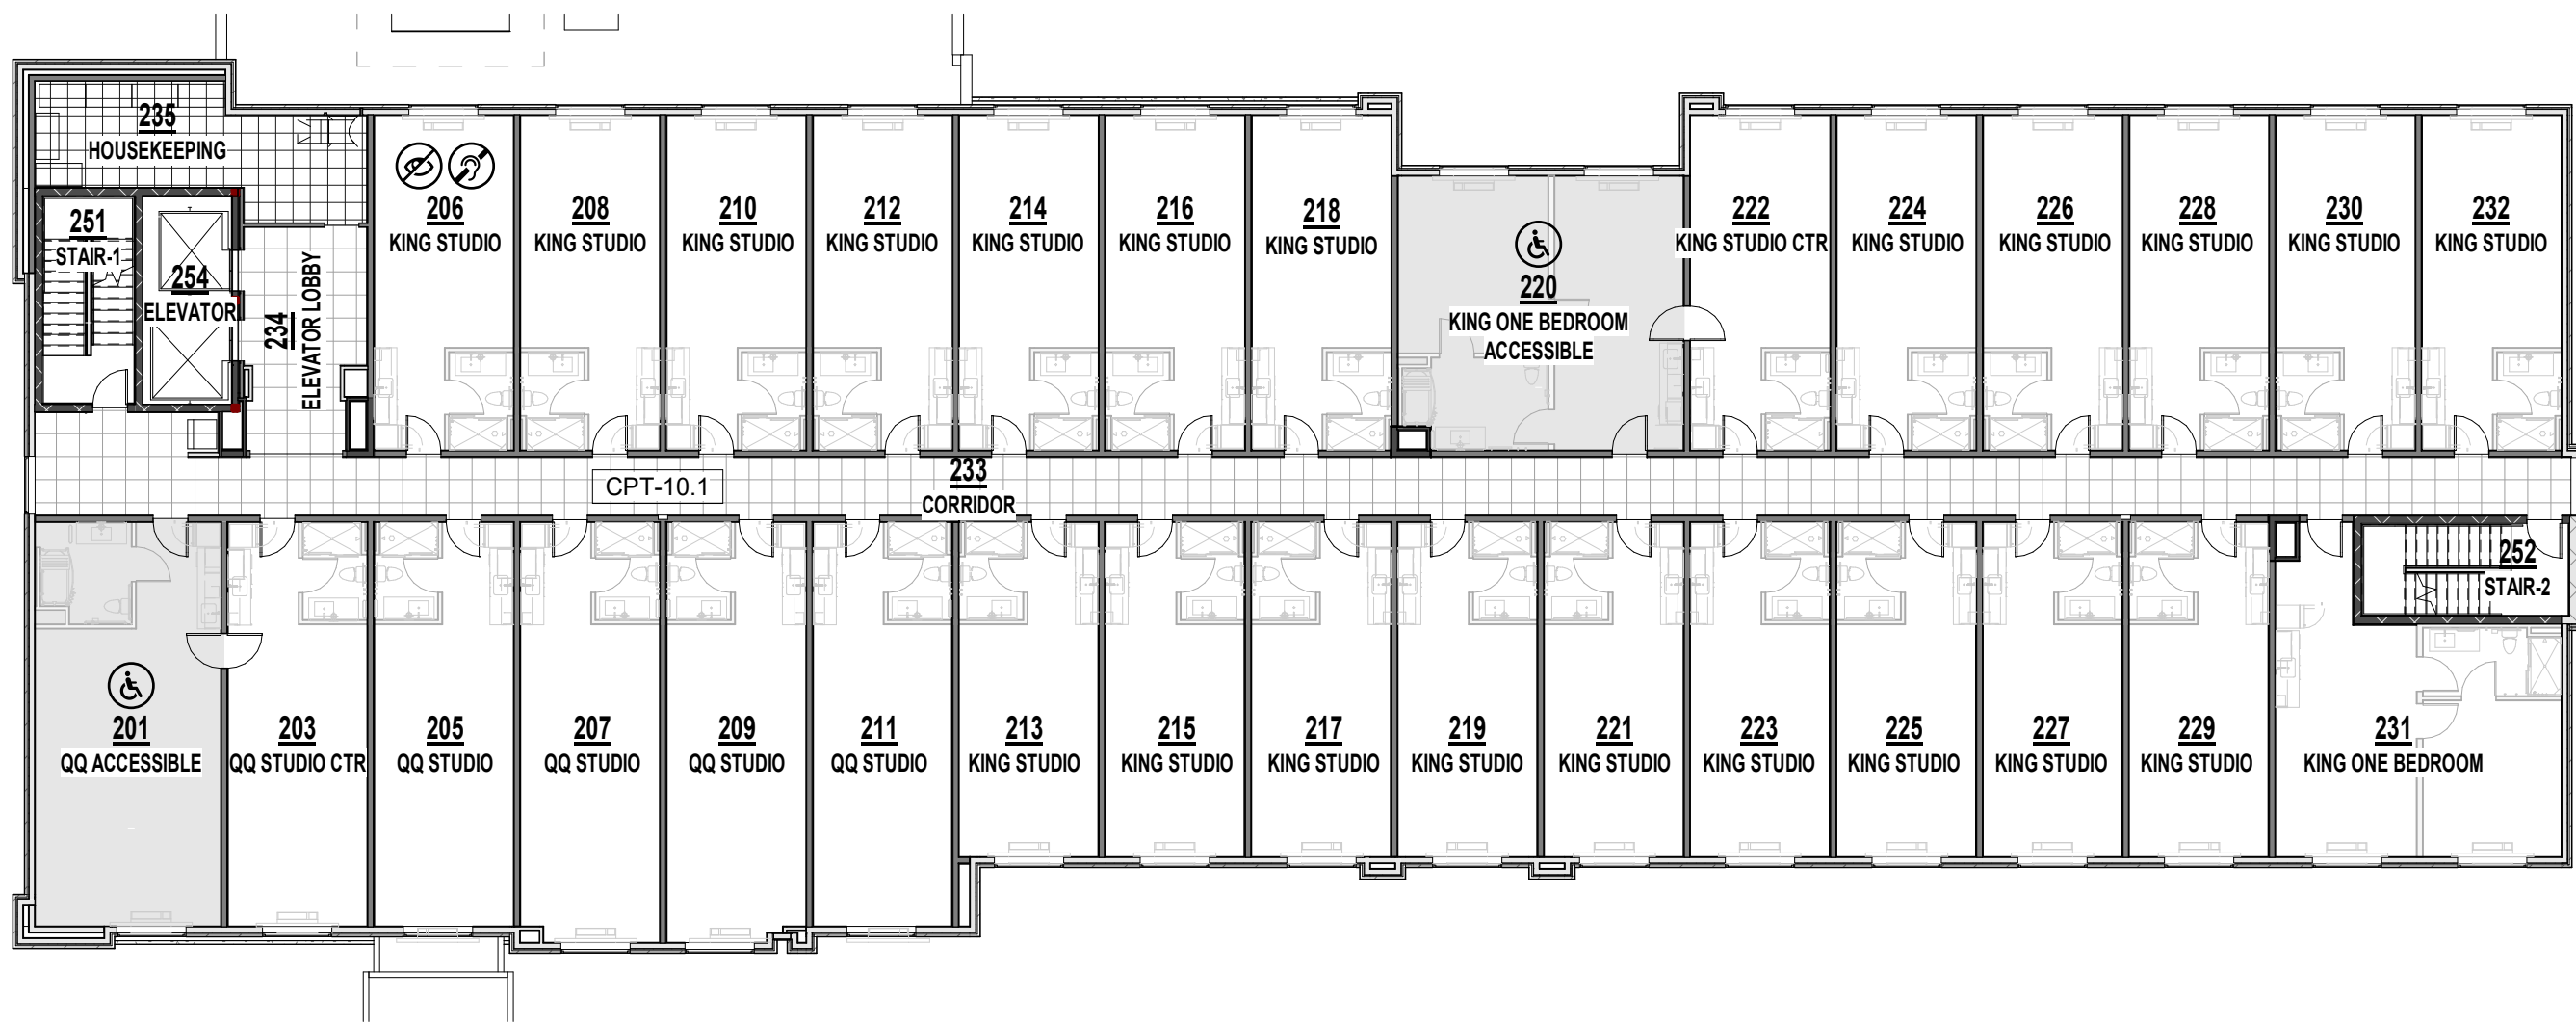 235
HOUSEKEEPING
251
STAIR-1
254
ELEVATOR
234
ELEVATOR LOBBY
206
KING STUDIO
208
KING STUDIO
210
KING STUDIO
212
KING STUDIO
214
KING STUDIO
216
KING STUDIO
218
KING STUDIO
220
KING ONE BEDROOM
ACCESSIBLE
222
KING STUDIO CTR
224
KING STUDIO
226
KING STUDIO
228
KING STUDIO
230
KING STUDIO
232
KING STUDIO
CPT-10.1
233
CORRIDOR
252
STAIR-2
201
QQ ACCESSIBLE
203
QQ STUDIO CTR
205
QQ STUDIO
207
QQ STUDIO
209
QQ STUDIO
211
QQ STUDIO
213
KING STUDIO
215
KING STUDIO
217
KING STUDIO
219
KING STUDIO
221
KING STUDIO
223
KING STUDIO
225
KING STUDIO
227
KING STUDIO
229
KING STUDIO
231
KING ONE BEDROOM